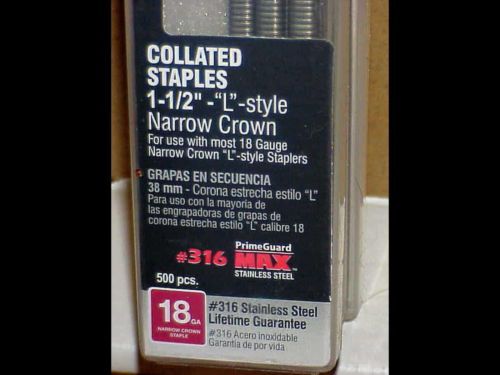 COLLATED
STAPLES
1-1/2" -"L"-style
Narrow Crown
For use with most 18 Gauge
Narrow Crown "L"-style Staplers
GRAPAS EN SECUENCIA
38 mm - Corona estrecha estilo "L"
Para uso con la mayoría de
las engrapadoras de grapas de
corona estrecha estilo "L" calibre 18
#316 PrimeGuard
MAX™
STAINLESS STEEL
500 pcs.
18 GA
NARROW CROWN
STAPLE
#316 Stainless Steel
Lifetime Guarantee
#316 Acero inoxidable
Garantía de por vida